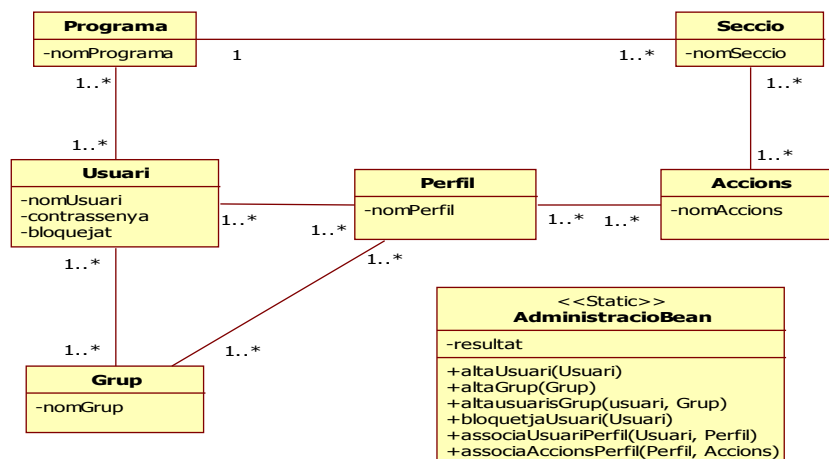 Programa
-nomPrograma
Seccio
-nomSeccio
1
1..*
1..*
1..*
1..*
1..*
Usuari
-nomUsuari
-contrassenya
-bloquejat
Perfil
-nomPerfil
Accions
-nomAccions
1..*
1..*
1..*
1..*
1..*
1..*
1..*
1..*
Grup
-nomGrup
<<Static>>
AdministracioBean
-resultat
+altaUsuari(Usuari)
+altaGrup(Grup)
+altausuarisGrup(usuari, Grup)
+bloquetjaUsuari(Usuari)
+associaUsuariPerfil(Usuari, Perfil)
+associaAccionsPerfil(Perfil, Accions)